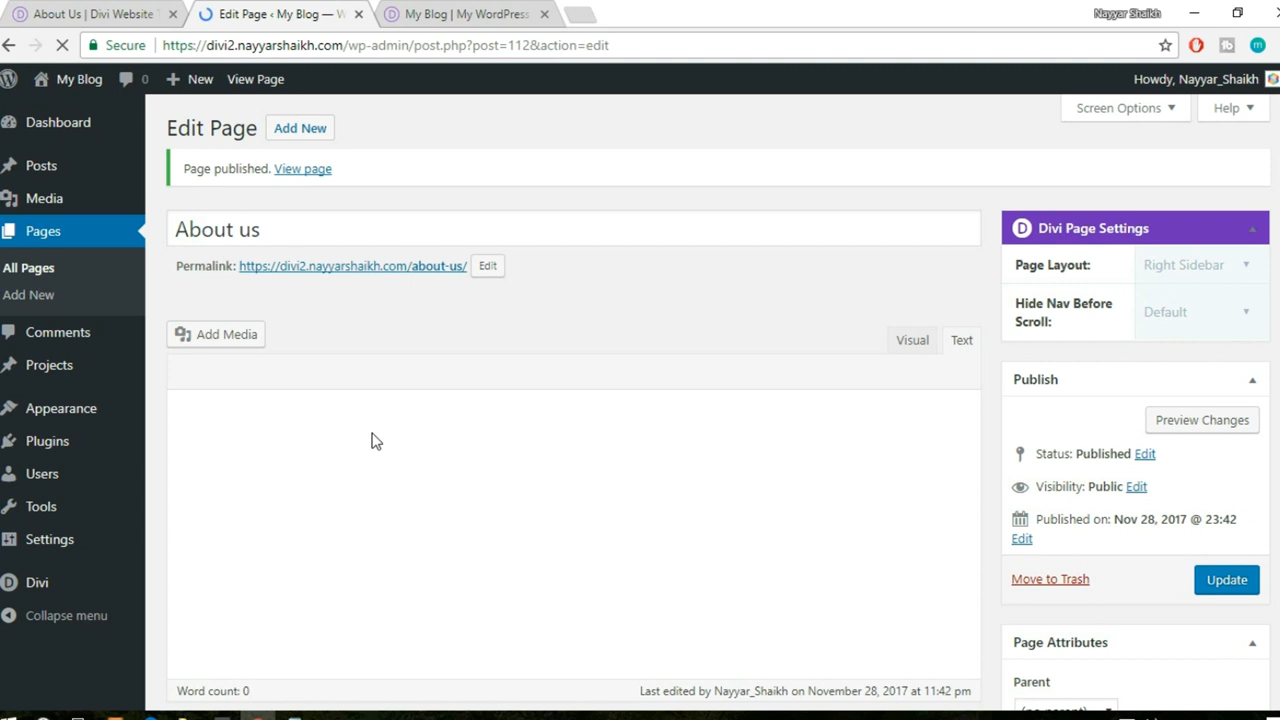 About Us | Divi Website
Edit Page ‹ My Blog — W
My Blog | My WordPress
Nayyar Shaikh
Secure
https://divi2.nayyarshaikh.com/wp-admin/post.php?post=112&action=edit
m
My Blog
0
New
View Page
Howdy, Nayyar_Shaikh
Screen Options
Help
Dashboard
Posts
Media
Pages
All Pages
Add New
Comments
Projects
Appearance
Plugins
Users
Tools
Settings
Divi
Collapse menu
Edit Page
Add New
Page published. View page
About us
Permalink: https://divi2.nayyarshaikh.com/about-us/
Edit
Add Media
Visual
Text
Word count: 0
Last edited by Nayyar_Shaikh on November 28, 2017 at 11:42 pm
Divi Page Settings
Page Layout:
Right Sidebar
Hide Nav Before
Scroll:
Default
Publish
Preview Changes
Status: Published Edit
Visibility: Public Edit
Published on: Nov 28, 2017 @ 23:42
Edit
Move to Trash
Update
Page Attributes
Parent
(no parent)